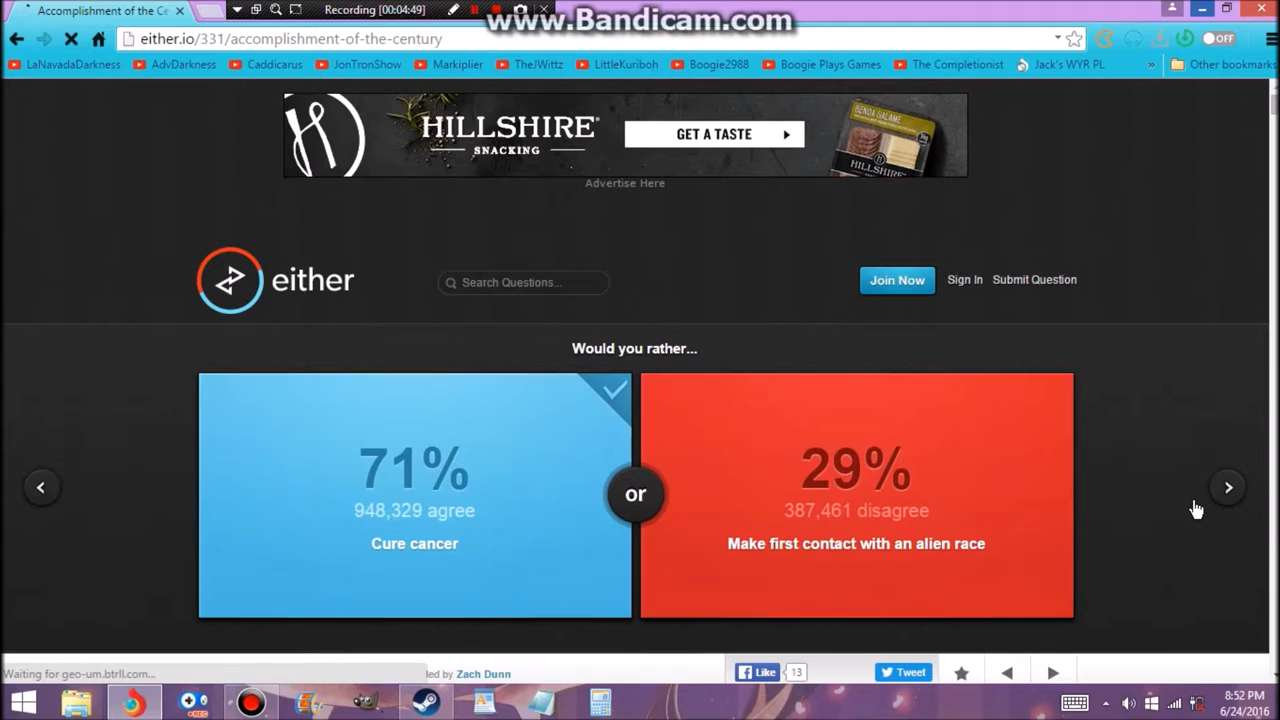 Accomplishment of the Ce
Recording [00:04:49]
www.Bandicam.com
either.io/331/accomplishment-of-the-century
OFF
LaNavadaDarkness AdvDarkness Caddicarus JonTronShow Markiplier TheJWittz LittleKuriboh Boogie2988 Boogie Plays Games The Completionist Jack's WYR PL » Other bookmarks
HILLSHIRE
SNACKING
GET A TASTE
GENOA SALAME
HILLSHIRE
Advertise Here
either
Search Questions...
Join Now Sign In Submit Question
Would you rather...
71%
948,329 agree
Cure cancer
or
29%
387,461 disagree
Make first contact with an alien race
Waiting for geo-um.btrll.com...
led by Zach Dunn
Like 13
Tweet
8:52 PM
6/24/2016